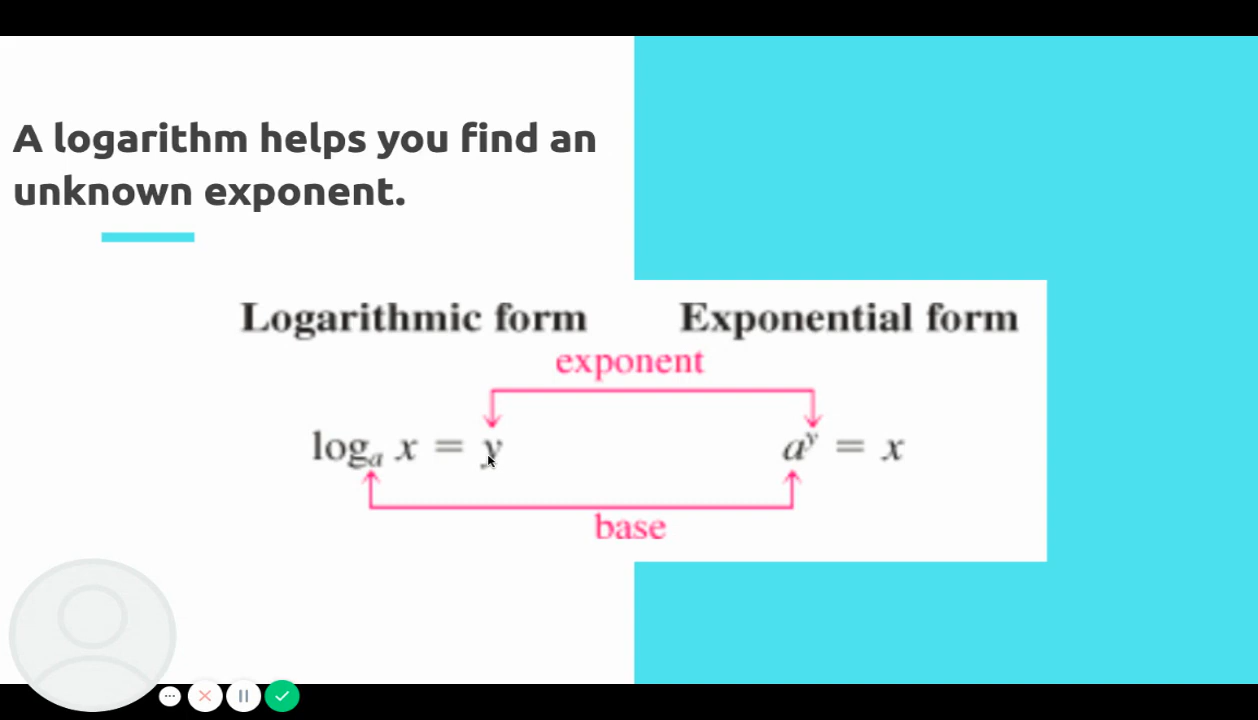 A logarithm helps you find an
unknown exponent.
Logarithmic form
Exponential form
exponent
logₐ x = y
aʸ = x
base